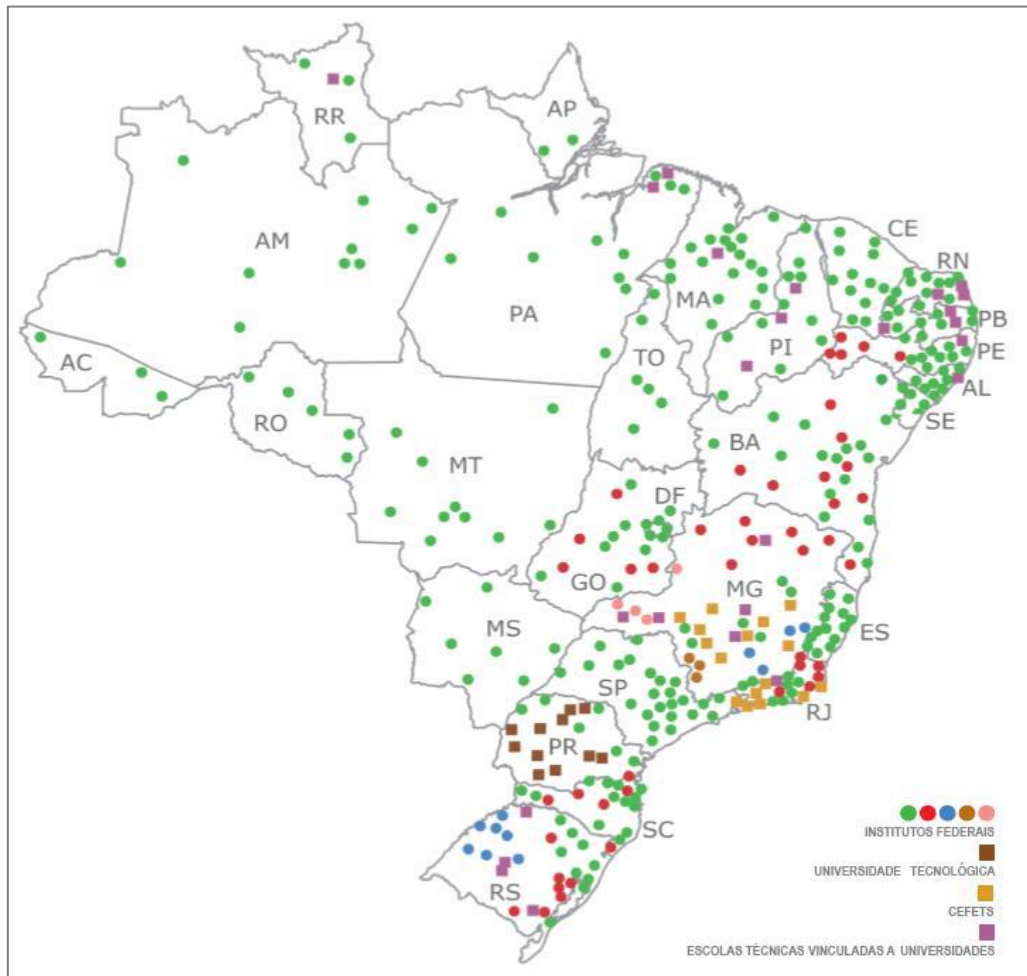 RR
AP
AM
PA
MA
CE
RN
PB
PE
AL
SE
PI
TO
AC
RO
MT
BA
DF
GO
MG
ES
MS
SP
RJ
PR
SC
RS
INSTITUTOS FEDERAIS
UNIVERSIDADE TECNOLÓGICA
CEFETS
ESCOLAS TÉCNICAS VINCULADAS A UNIVERSIDADES